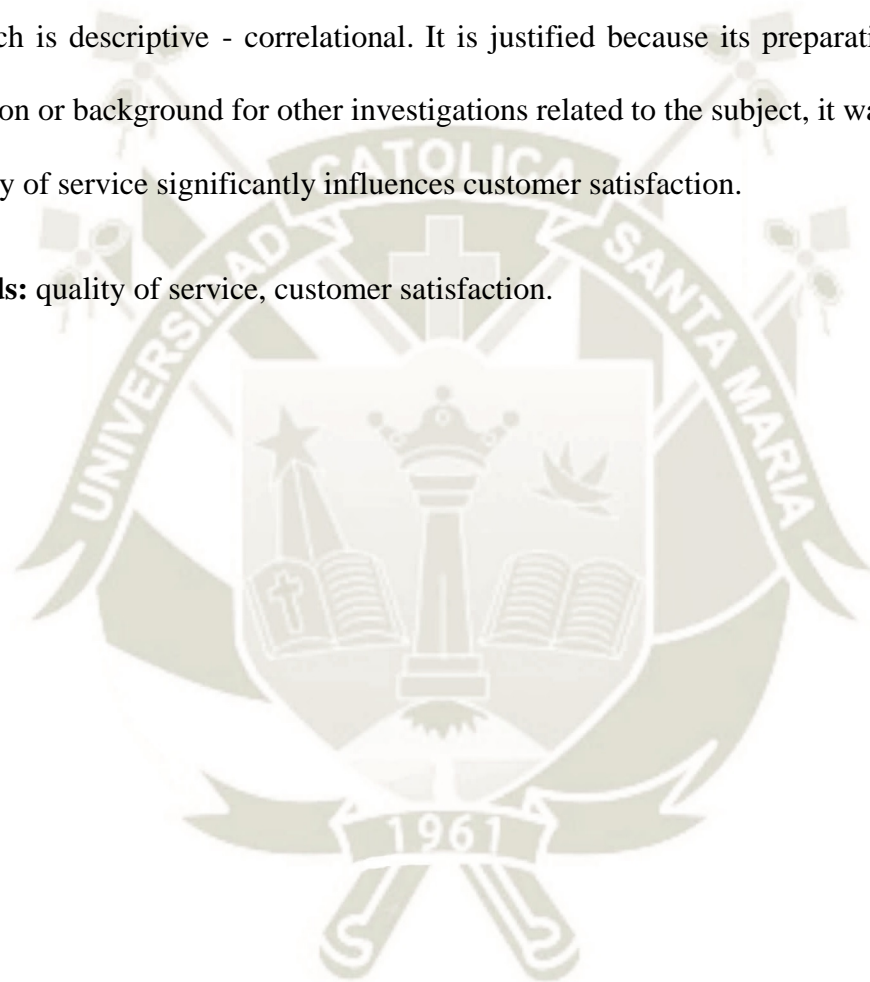 ch is descriptive - correlational. It is justified because its preparati
on or background for other investigations related to the subject, it wa
y of service significantly influences customer satisfaction.
ls: quality of service, customer satisfaction.
UNIVERSIDAD CATOLICA SANTA MARIA
1961